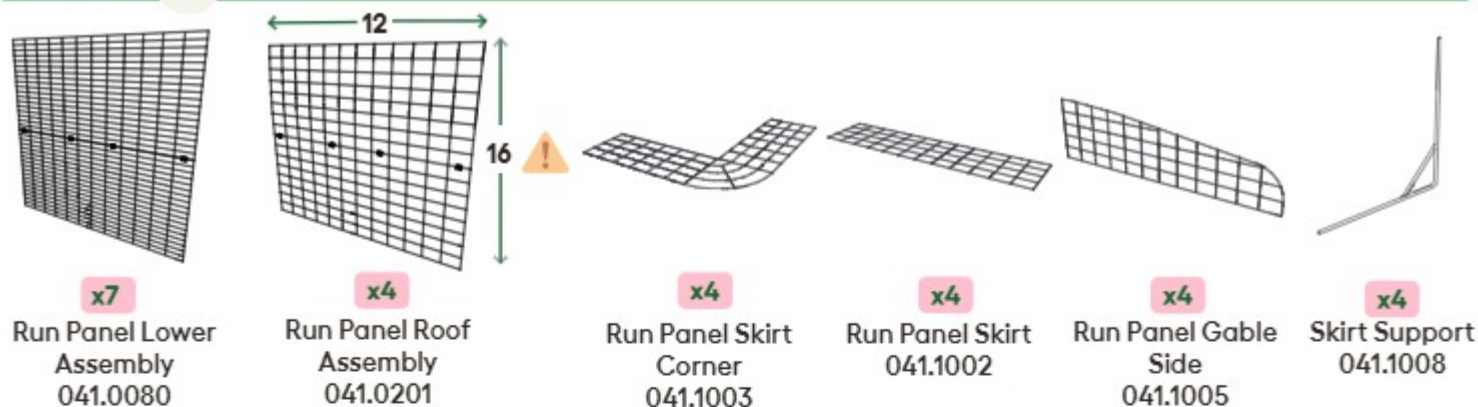 12
16
x7
Run Panel Lower
Assembly
041.0080
x4
Run Panel Roof
Assembly
041.0201
x4
Run Panel Skirt
Corner
041.1003
x4
Run Panel Skirt
041.1002
x4
Run Panel Gable
Side
041.1005
x4
Skirt Support
041.1008